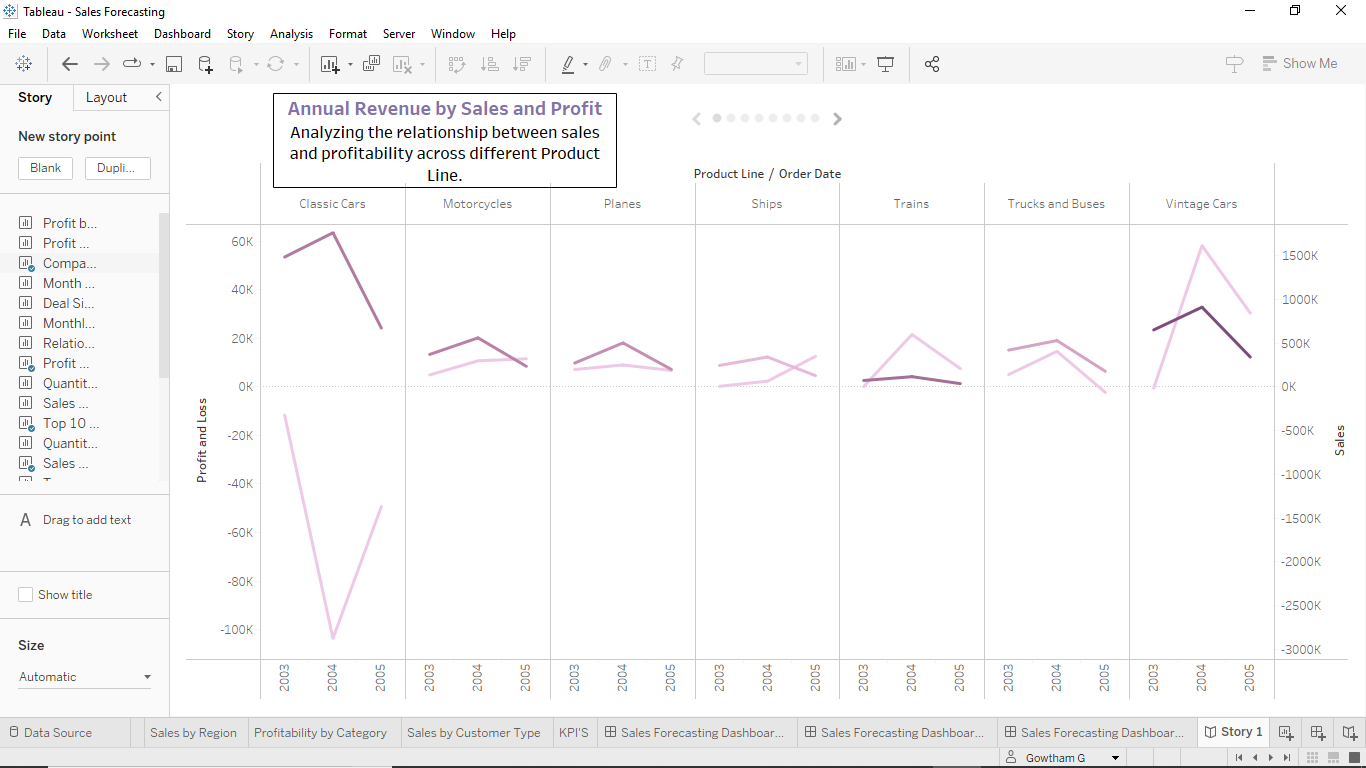 Tableau - Sales Forecasting
File Data Worksheet Dashboard Story Analysis Format Server Window Help
Show Me
Story Layout
New story point
Blank Dupli...
Profit b...
Profit ...
Compa...
Month ...
Deal Si...
Monthl...
Relatio...
Profit ...
Quantit...
Sales ...
Top 10 ...
Quantit...
Sales ...
A Drag to add text
Show title
Size
Automatic
Annual Revenue by Sales and Profit
Analyzing the relationship between sales
and profitability across different Product
Line.
Product Line / Order Date
Classic Cars Motorcycles Planes Ships Trains Trucks and Buses Vintage Cars
60K
40K
20K
0K
-20K
-40K
-60K
-80K
-100K
Profit and Loss
1500K
1000K
500K
0K
-500K
-1000K
-1500K
-2000K
-2500K
-3000K
Sales
2003 2004 2005 2003 2004 2005 2003 2004 2005 2003 2004 2005 2003 2004 2005 2003 2004 2005 2003 2004 2005
Data Source Sales by Region Profitability by Category Sales by Customer Type KPI'S Sales Forecasting Dashboar... Sales Forecasting Dashboar... Sales Forecasting Dashboar... Story 1
Gowtham G